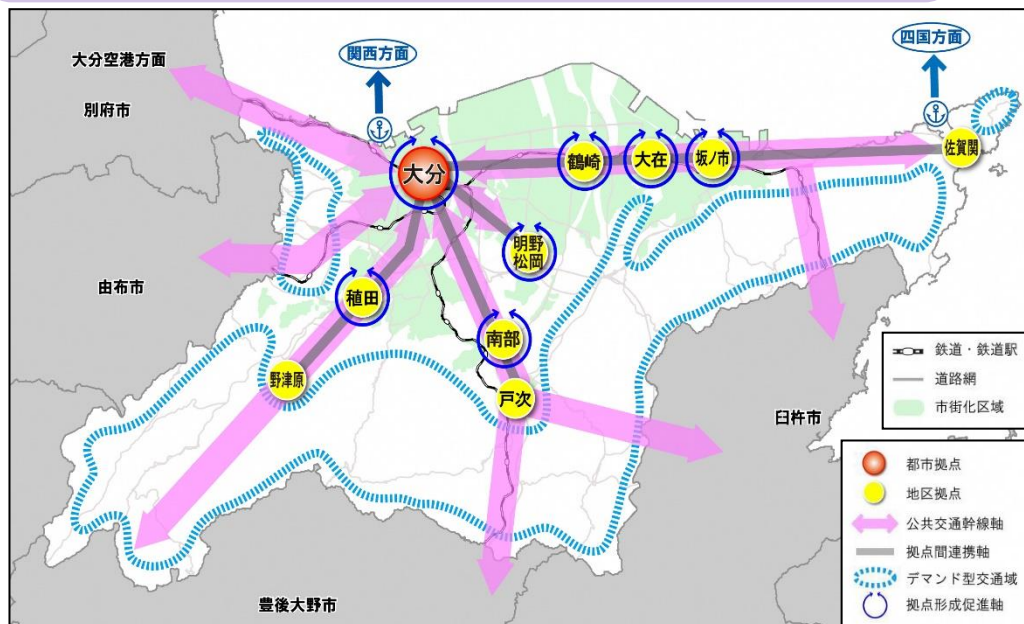 関西方面
四国方面
大分空港方面
別府市
大分
鶴崎
大在
坂ノ市
佐賀関
明野
松岡
由布市
稙田
南部
野津原
戸次
臼杵市
豊後大野市
鉄道・鉄道駅
道路網
市街化区域
都市拠点
地区拠点
公共交通幹線軸
拠点間連携軸
デマンド型交通域
拠点形成促進軸